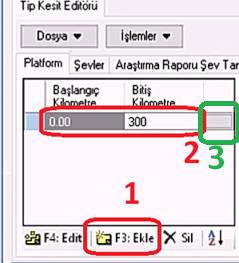 Tip Kesit Editörü
Dosya İşlemler
Platform Şevler Araştırma Raporu Şev Tar
Başlangıç Kilometre Bitiş Kilometre
0.00 300
2 3
1
F4: Edit F3: Ekle Sil